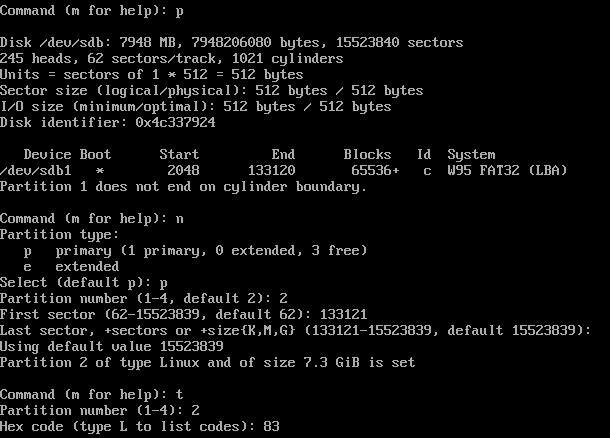 Command (m for help): p
Disk /dev/sdb: 7948 MB, 7948206080 bytes, 15523840 sectors
245 heads, 62 sectors/track, 1021 cylinders
Units = sectors of 1 * 512 = 512 bytes
Sector size (logical/physical): 512 bytes / 512 bytes
I/O size (minimum/optimal): 512 bytes / 512 bytes
Disk identifier: 0x4c337924
Device Boot Start End Blocks Id System
/dev/sdb1 * 2048 133120 65536+ c W95 FAT32 (LBA)
Partition 1 does not end on cylinder boundary.
Command (m for help): n
Partition type:
p primary (1 primary, 0 extended, 3 free)
e extended
Select (default p): p
Partition number (1-4, default 2): 2
First sector (62-15523839, default 62): 133121
Last sector, +sectors or +size{K,M,G} (133121-15523839, default 15523839):
Using default value 15523839
Partition 2 of type Linux and of size 7.3 GiB is set
Command (m for help): t
Partition number (1-4): 2
Hex code (type L to list codes): 83